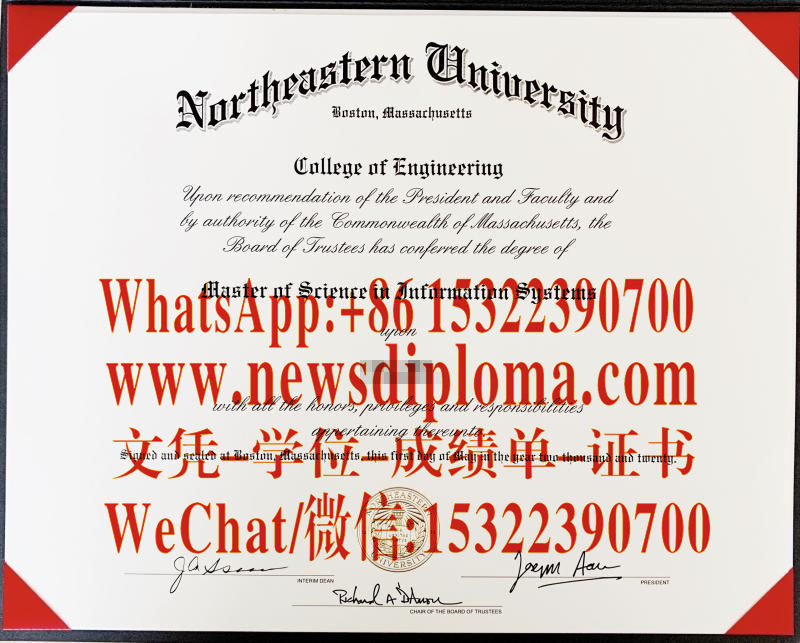 Northeastern University
Boston, Massachusetts
College of Engineering
Upon recommendation of the President and Faculty and
by authority of the Commonwealth of Massachusetts, the
Board of Trustees has conferred the degree of
Master of Science in Information Systems
WhatsApp:+86 15322390700
upon
www.newsdiploma.com
with all the honors, privileges and responsibilities
appertaining thereunto.
文凭-学位-成绩单-证书
Signed and sealed at Boston, Massachusetts, this first day of May in the year two thousand and twenty.
WeChat/微信:15322390700
INTERIM DEAN
PRESIDENT
CHAIR OF THE BOARD OF TRUSTEES